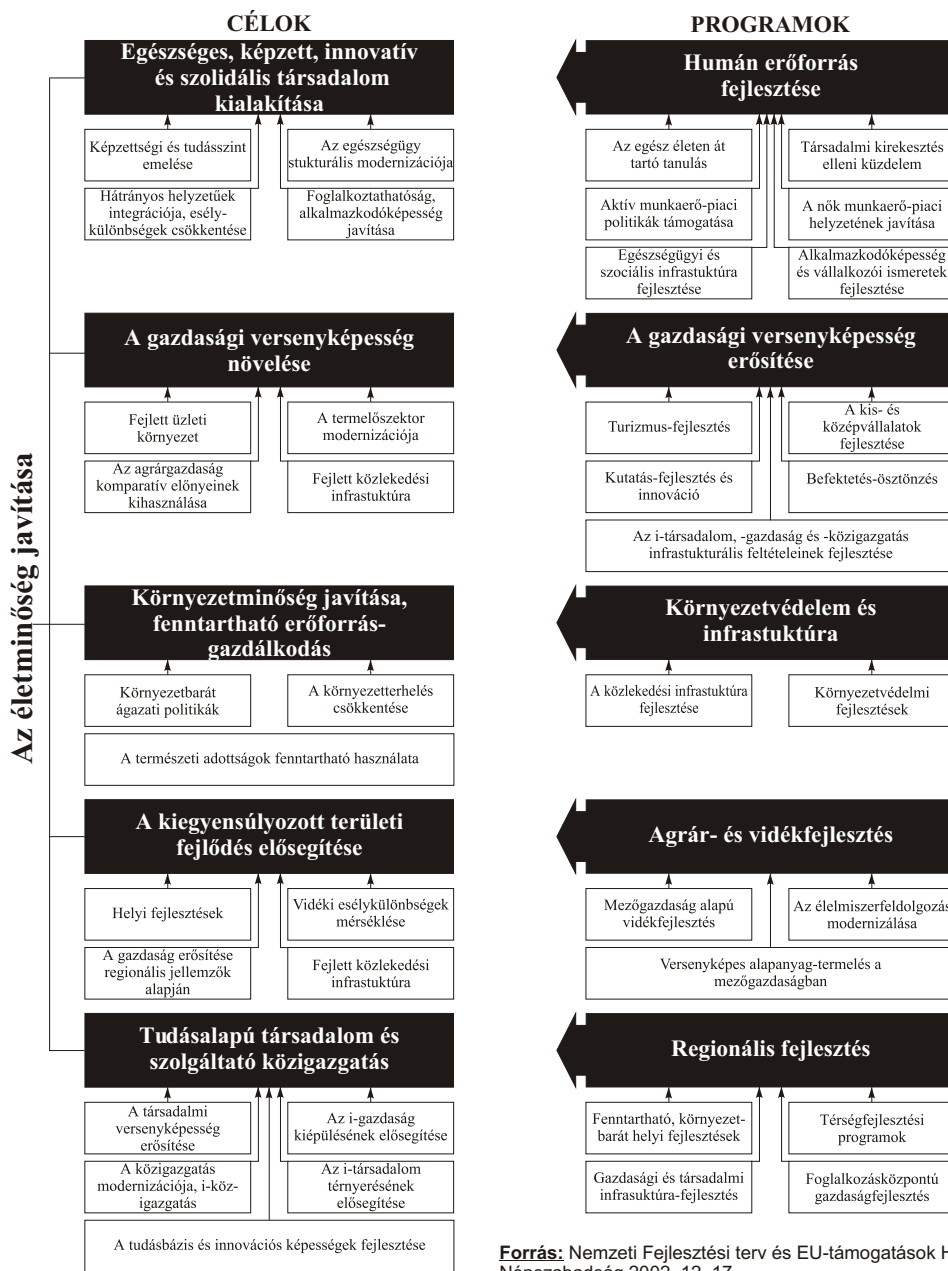 Az életminőség javítása
CÉLOK
Egészséges, képzett, innovatív
és szolidális társadalom
kialakítása
Képzettségi és tudásszint
emelése
Az egészségügy
stukturális modernizációja
Hátrányos helyzetűek
integrációja, esély-
különbségek csökkentése
Foglalkoztathatóság,
alkalmazkodóképesség
javítása
A gazdasági versenyképesség
növelése
Fejlett üzleti
környezet
A termelőszektor
modernizációja
Az agrárgazdaság
komparatív előnyeinek
kihasználása
Fejlett közlekedési
infrastuktúra
Környezetminőség javítása,
fenntartható erőforrás-
gazdálkodás
Környezetbarát
ágazati politikák
A környezetterhelés
csökkentése
A természeti adottságok fenntartható használata
A kiegyensúlyozott területi
fejlődés elősegítése
Helyi fejlesztések
Vidéki esélykülönbségek
mérséklése
A gazdaság erősítése
regionális jellemzők
alapján
Fejlett közlekedési
infrastuktúra
Tudásalapú társadalom és
szolgáltató közigazgatás
A társadalmi
versenyképesség
erősítése
Az i-gazdaság
kiépülésének elősegítése
A közigazgatás
modernizációja, i-köz-
igazgatás
Az i-társadalom
térnyerésének
elősegítése
A tudásbázis és innovációs képességek fejlesztése
PROGRAMOK
Humán erőforrás
fejlesztése
Az egész életen át
tartó tanulás
Társadalmi kirekesztés
elleni küzdelem
Aktív munkaerő-piaci
politikák támogatása
A nők munkaerő-piaci
helyzetének javítása
Egészségügyi és
szociális infrastuktúra
fejlesztése
Alkalmazkodóképesség
és vállalkozói ismeretek
fejlesztése
A gazdasági versenyképesség
erősítése
Turizmus-fejlesztés
A kis- és
középvállalatok
fejlesztése
Kutatás-fejlesztés és
innováció
Befektetés-ösztönzés
Az i-társadalom, -gazdaság és -közigazgatás
infrastukturális feltételeinek fejlesztése
Környezetvédelem és
infrastuktúra
A közlekedési infrastuktúra
fejlesztése
Környezetvédelmi
fejlesztések
Agrár- és vidékfejlesztés
Mezőgazdaság alapú
vidékfejlesztés
Az élelmiszerfeldolgozás
modernizálása
Versenyképes alapanyag-termelés a
mezőgazdaságban
Regionális fejlesztés
Fenntartható, környezet-
barát helyi fejlesztések
Térségfejlesztési
programok
Gazdasági és társadalmi
infrasuktúra-fejlesztés
Foglalkozásközpontú
gazdaságfejlesztés
Forrás: Nemzeti Fejlesztési terv és EU-támogatások